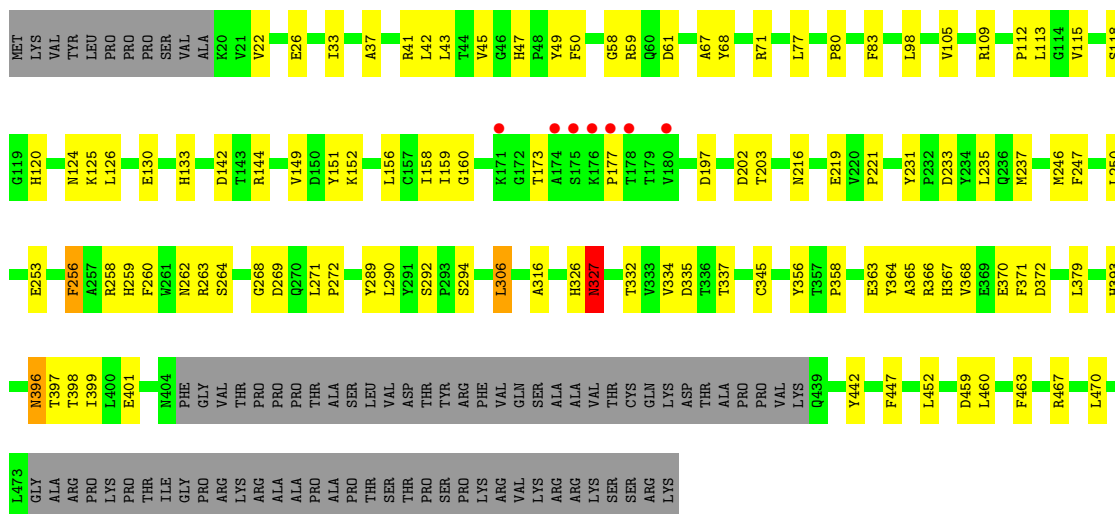 MET LYS VAL TYR LEU PRO PRO PRO SER VAL ALA K20 V21 V22 E26 I33 A37 R41 L42 L43 T44 V45 G46 H47 P48 Y49 F50 G58 R59 Q60 D61 A67 Y68 R71 L77 P80 F83 L98 V105 R109 P112 L113 G114 V115 S118
G119 H120 N124 K125 L126 E130 H133 D142 T143 R144 V149 D150 Y151 K152 L156 C157 I158 I159 G160 K171 G172 T173 A174 S175 K176 P177 T178 T179 V180 D197 D202 T203 N216 E219 V220 P221 Y231 P232 D233 Y234 L235 Q236 M237 M246 F247 L250
E253 F256 A257 R258 H259 F260 W261 N262 R263 S264 G268 D269 Q270 L271 P272 Y289 L290 Y291 S292 P293 S294 L306 A316 H326 N327 T332 V333 V334 D335 T336 T337 C345 Y356 T357 P358 E363 Y364 A365 R366 H367 V368 E369 E370 F371 D372 L379 H393
N396 I397 T398 I399 L400 E401 N404 PHE GLY VAL THR PRO PRO PRO THR ALA SER LEU VAL ASP THR SER TYR ARG PHE VAL GLN SER ALA ALA VAL THR CYS GLN LYS ASP THR ALA PRO PRO VAL LYS Q439 Y442 F447 L452 D459 L460 F463 R467 L470
L473 GLY ALA ARG PRO LYS PRO THR ILE GLY PRO ARG LYS ARG ALA ALA PRO ALA PRO THR SER THR PRO SER PRO LYS ARG VAL LYS ARG ARG LYS SER SER ARG LYS